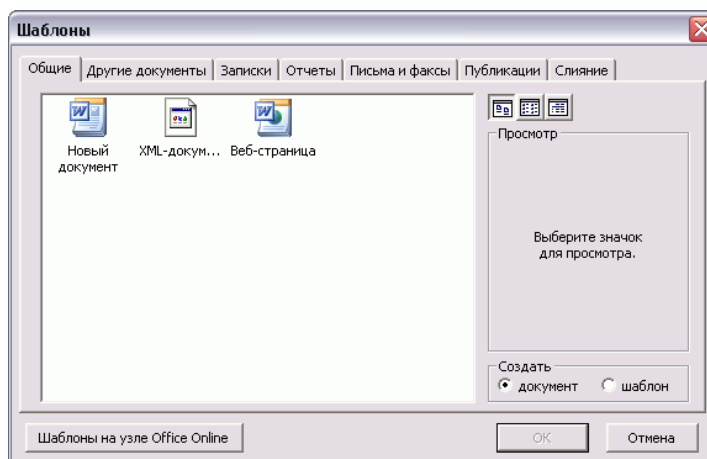 Шаблоны
Общие
Другие документы
Записки
Отчеты
Письма и факсы
Публикации
Слияние
Новый
документ
XML-докум...
Веб-страница
Просмотр
Выберите значок
для просмотра.
Создать
документ
шаблон
Шаблоны на узле Office Online
ОК
Отмена